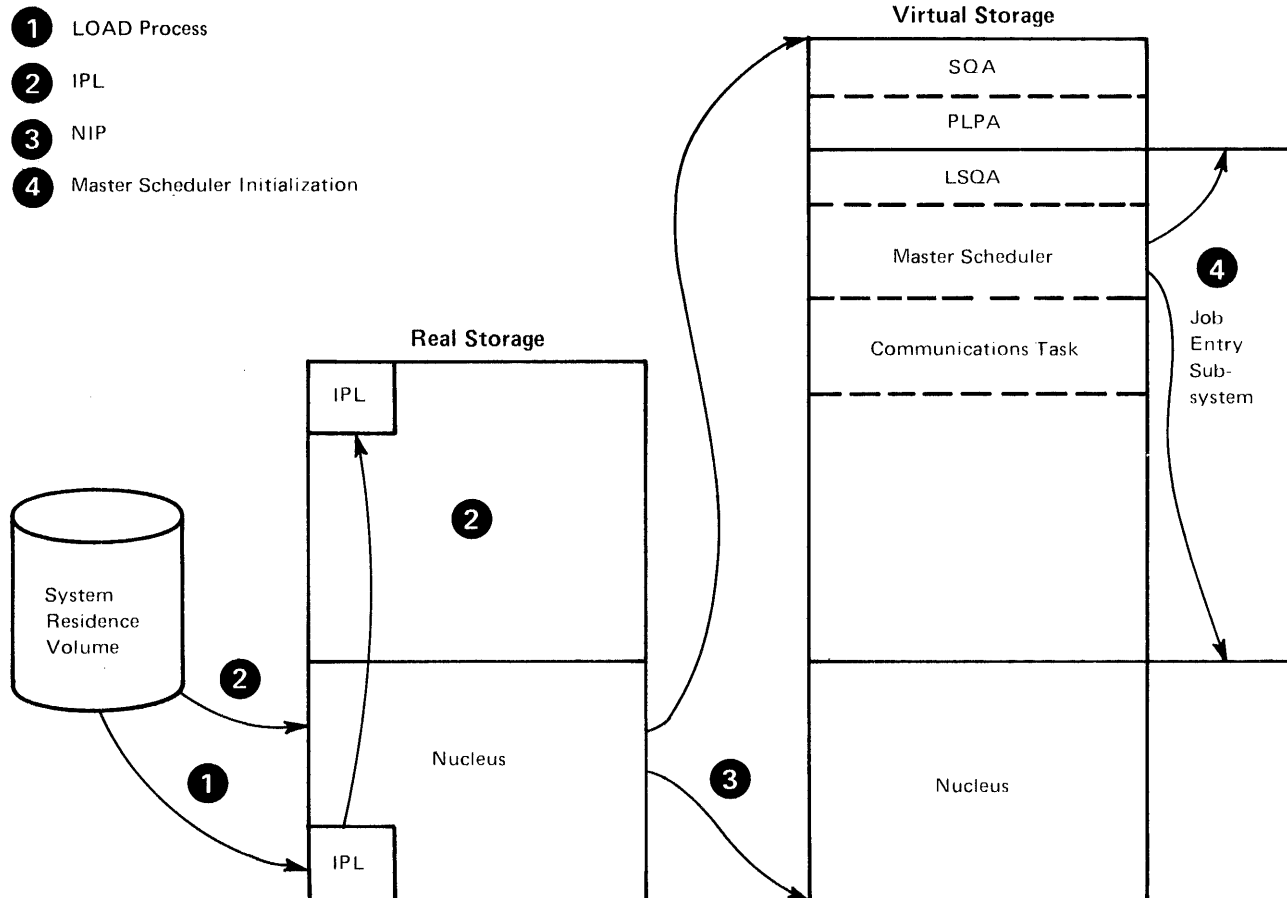 1 LOAD Process
2 IPL
3 NIP
4 Master Scheduler Initialization
Virtual Storage
SQA
PLPA
LSQA
Master Scheduler
Communications Task
Nucleus
4
Job
Entry
Sub-
system
Real Storage
IPL
2
Nucleus
IPL
System
Residence
Volume
2
1
3